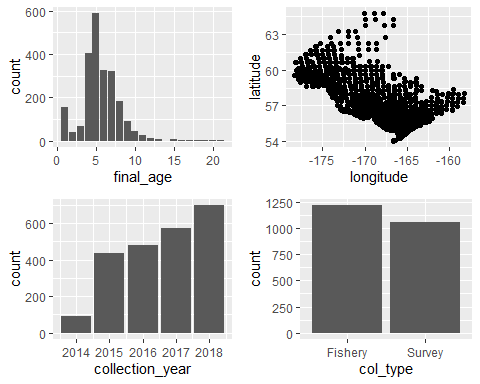 600
400
200
0
count
1
5
10
15
20
final_age
63
60
57
54
latitude
-175
-170
-165
-160
longitude
600
400
200
0
count
2014 2015 2016 2017 2018
collection_year
1250
1000
750
500
250
0
count
Fishery Survey
col_type